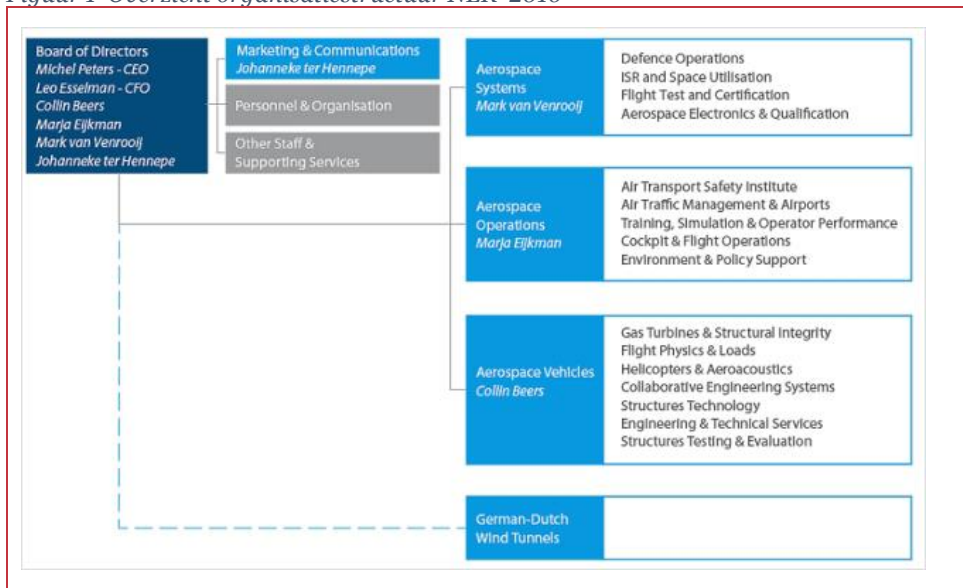 Figuur 1 Overzicht organisatiestructuur NLR
Board of Directors
Michel Peters - CEO
Leo Esselman - CFO
Collin Beers
Marja Eijkman
Mark van Venrooij
Johanneke ter Hennepe
Marketing & Communications
Johanneke ter Hennepe
Personnel & Organisation
Other Staff &
Supporting Services
Aerospace
Systems
Mark van Venrooij
Defence Operations
ISR and Space Utilisation
Flight Test and Certification
Aerospace Electronics & Qualification
Aerospace
Operations
Marja Eijkman
Air Transport Safety Institute
Air Traffic Management & Airports
Training, Simulation & Operator Performance
Cockpit & Flight Operations
Environment & Policy Support
Aerospace Vehicles
Collin Beers
Gas Turbines & Structural Integrity
Flight Physics & Loads
Helicopters & Aeroacoustics
Collaborative Engineering Systems
Structures Technology
Engineering & Technical Services
Structures Testing & Evaluation
German-Dutch
Wind Tunnels